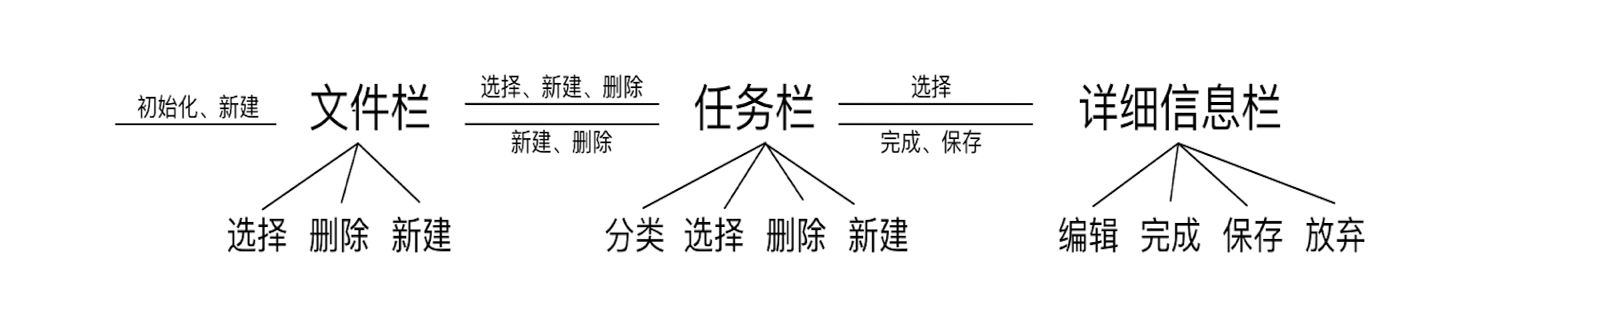 初始化、新建
文件栏
选择、新建、删除
新建、删除
任务栏
选择
完成、保存
详细信息栏
选择 删除 新建
分类 选择 删除 新建
编辑 完成 保存 放弃